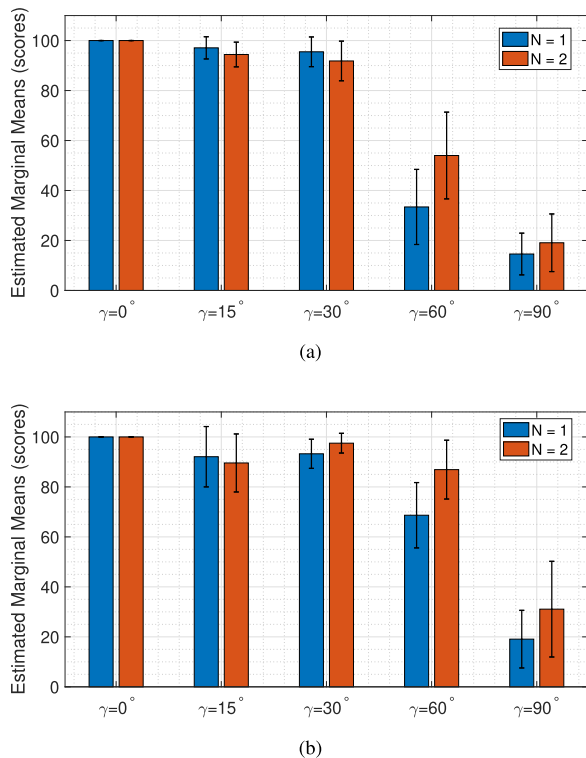 Estimated Marginal Means (scores)
100
80
60
40
20
0
N = 1
N = 2
γ=0°
γ=15°
γ=30°
γ=60°
γ=90°
(a)
Estimated Marginal Means (scores)
100
80
60
40
20
0
N = 1
N = 2
γ=0°
γ=15°
γ=30°
γ=60°
γ=90°
(b)